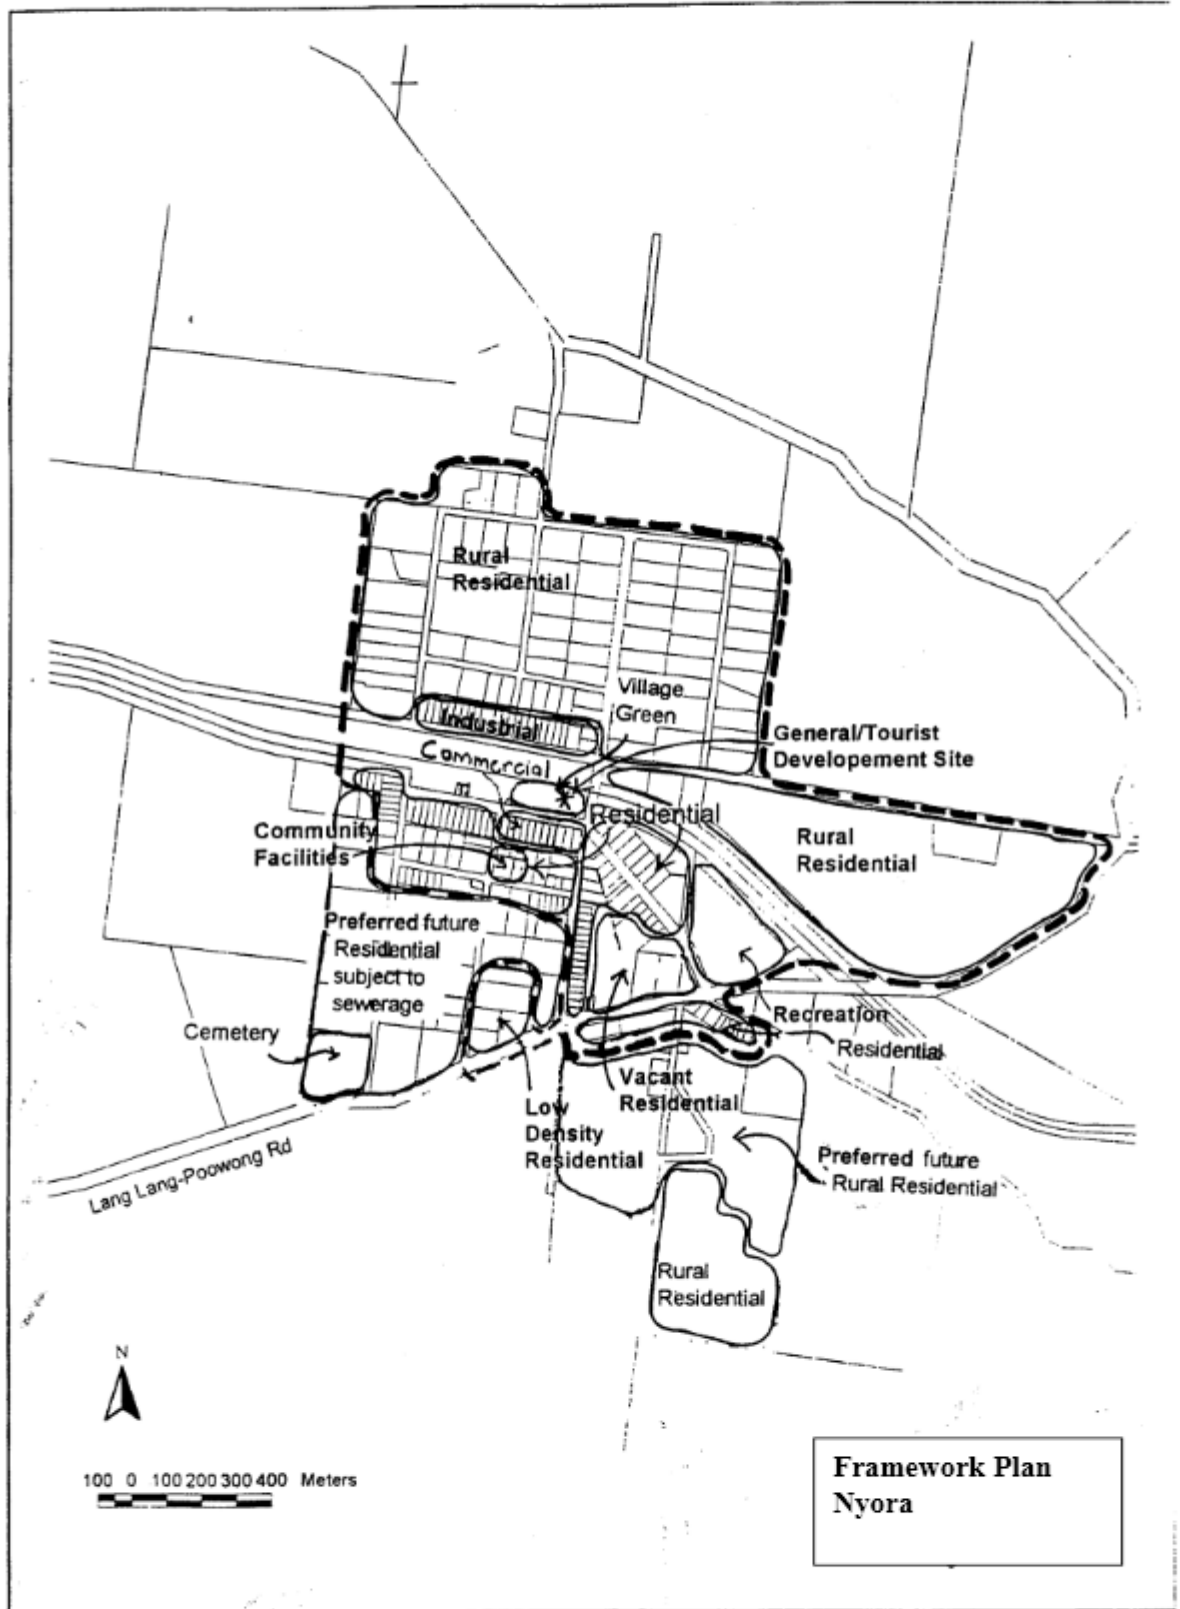 Rural
Residential
Village
Green
Industrial
General/Tourist
Developement Site
Commercial
Residential
Community
Facilities
Rural
Residential
Preferred future
Residential
subject to
sewerage
Cemetery
Recreation
Residential
Vacant
Residential
Low
Density
Residential
Lang Lang-Poowong Rd
Preferred future
Rural Residential
Rural
Residential
N
100 0 100 200 300 400 Meters
Framework Plan
Nyora